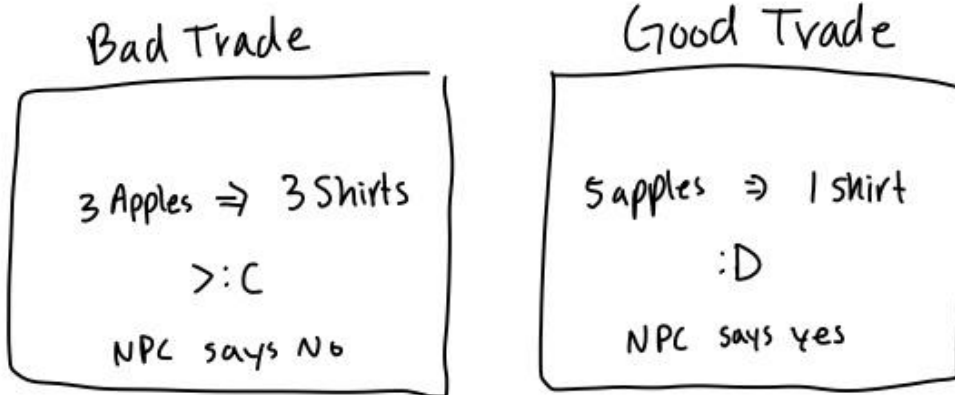 Bad Trade
3 Apples ⇒ 3 Shirts
>:C
NPC says No
Good Trade
5 apples ⇒ 1 shirt
:D
NPC says yes